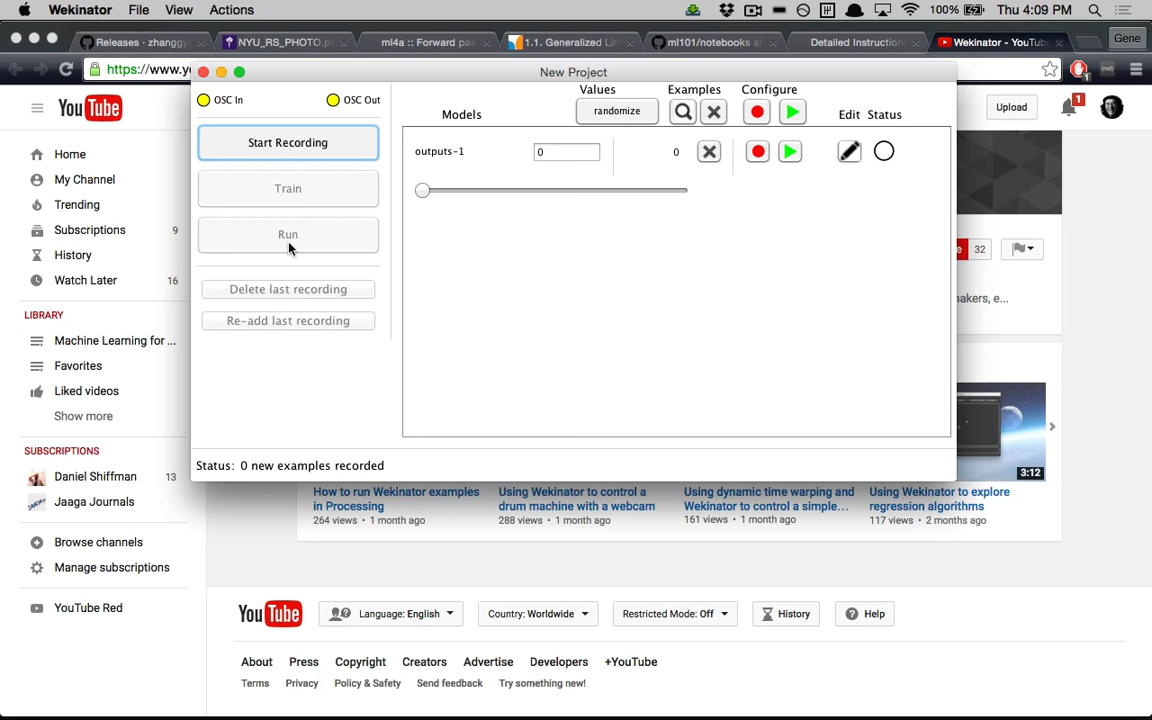 Wekinator File View Actions 100% Thu 4:09 PM
Releases · zhanggy
NYU_RS_PHOTO.p
ml4a :: Forward pas
1.1. Generalized Lin
ml101/notebooks at
Detailed Instruction
Wekinator - YouTub
Gene
https://www.y
New Project
1
YouTube
Upload
1
OSC In
OSC Out
Values
Examples
Configure
randomize
Models
Edit Status
Start Recording
outputs-1
0
0
Train
Run
Delete last recording
Re-add last recording
Status: 0 new examples recorded
Home
My Channel
Trending
Subscriptions 9
History
Watch Later 16
LIBRARY
Machine Learning for ...
Favorites
Liked videos
Show more
SUBSCRIPTIONS
Daniel Shiffman 13
Jaaga Journals
Browse channels
Manage subscriptions
YouTube Red
e 32
nakers, e...
3:12
How to run Wekinator examples
in Processing
264 views • 1 month ago
Using Wekinator to control a
drum machine with a webcam
288 views • 1 month ago
Using dynamic time warping and
Wekinator to control a simple...
161 views • 1 month ago
Using Wekinator to explore
regression algorithms
117 views • 2 months ago
YouTube
Language: English
Country: Worldwide
Restricted Mode: Off
History
Help
About Press Copyright Creators Advertise Developers +YouTube
Terms Privacy Policy & Safety Send feedback Try something new!